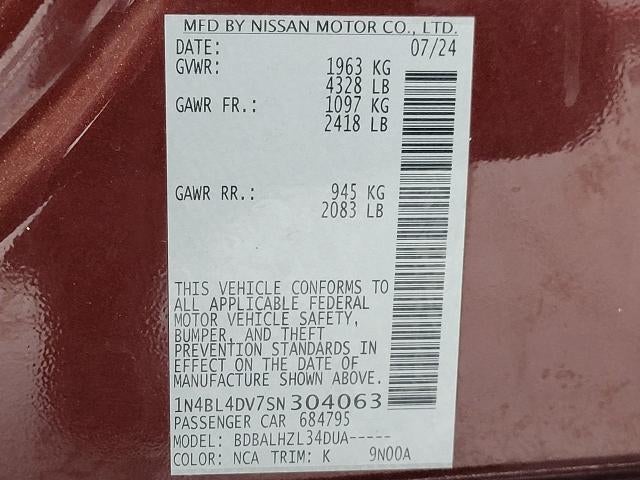 MFD BY NISSAN MOTOR CO., LTD.
DATE: 07/24
GVWR: 1963 KG
4328 LB
GAWR FR.: 1097 KG
2418 LB
GAWR RR.: 945 KG
2083 LB
THIS VEHICLE CONFORMS TO
ALL APPLICABLE FEDERAL
MOTOR VEHICLE SAFETY,
BUMPER, AND THEFT
PREVENTION STANDARDS IN
EFFECT ON THE DATE OF
MANUFACTURE SHOWN ABOVE.
1N4BL4DV7SN304063
PASSENGER CAR 684795
MODEL: BDBALHZL34DUA-----
COLOR: NCA TRIM: K 9N00A